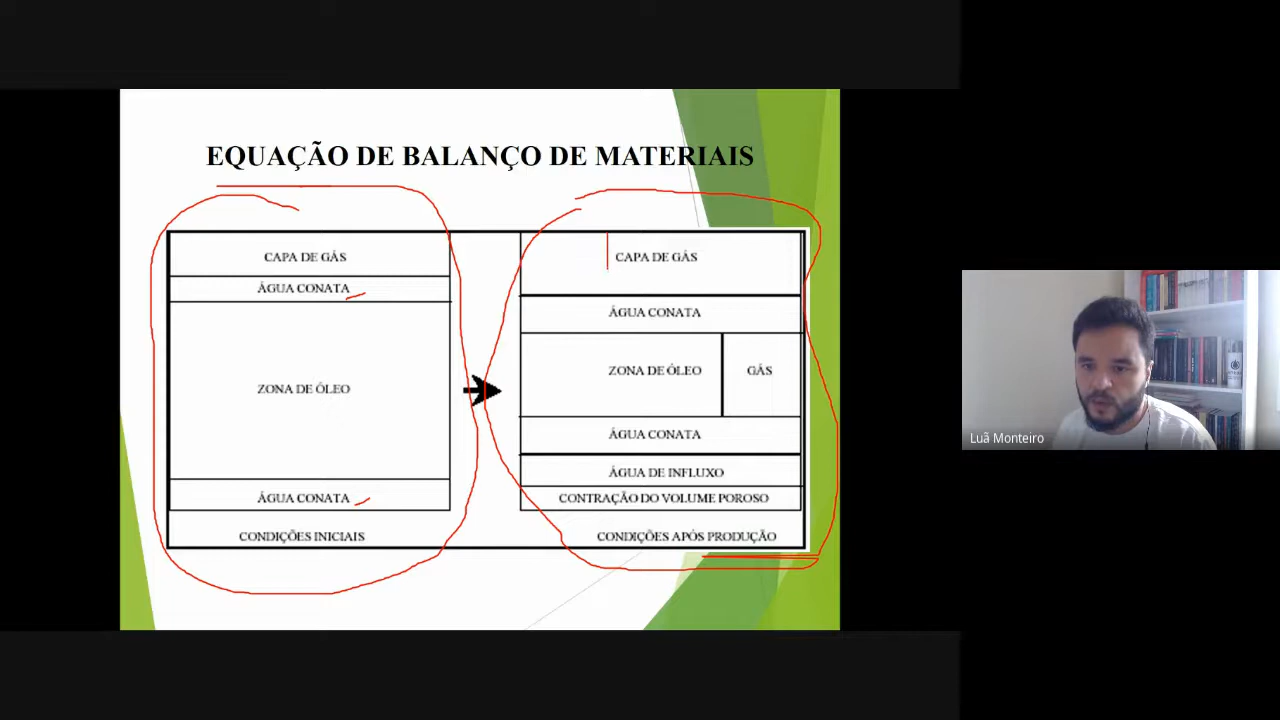 EQUAÇÃO DE BALANÇO DE MATERIAIS
CAPA DE GÁS
ÁGUA CONATA
ZONA DE ÓLEO
ÁGUA CONATA
CONDIÇÕES INICIAIS
CAPA DE GÁS
ÁGUA CONATA
ZONA DE ÓLEO
GÁS
ÁGUA CONATA
ÁGUA DE INFLUXO
CONTRAÇÃO DO VOLUME POROSO
CONDIÇÕES APÓS PRODUÇÃO
Luã Monteiro